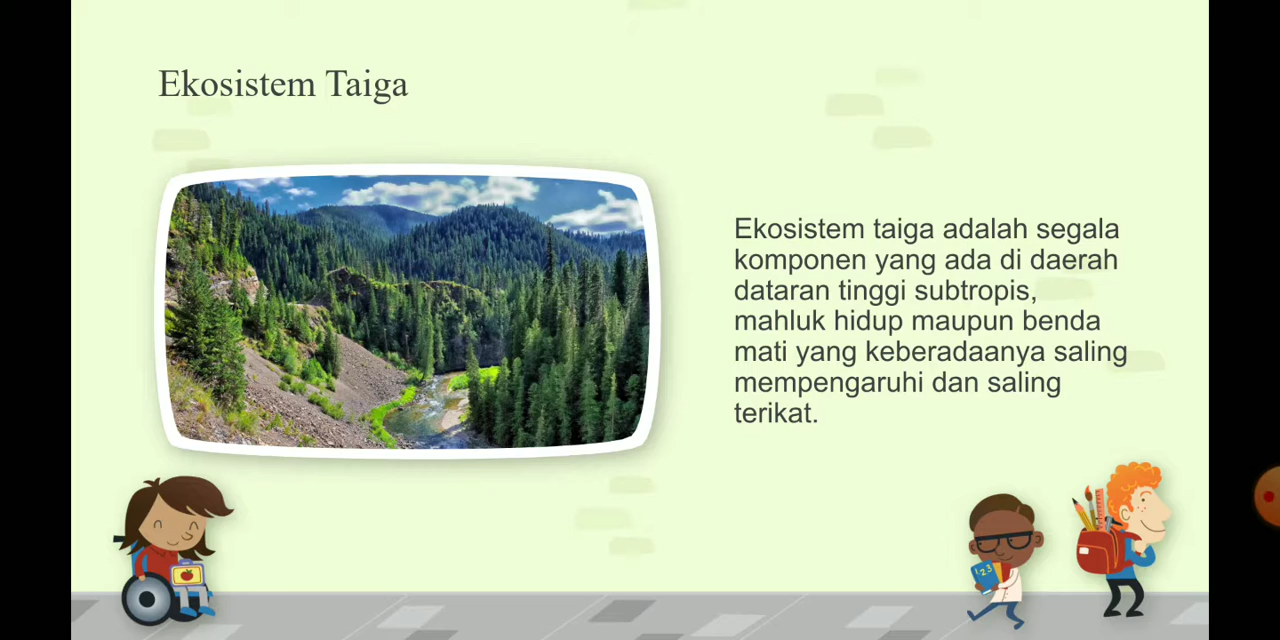 Ekosistem Taiga
Ekosistem taiga adalah segala
komponen yang ada di daerah
dataran tinggi subtropis,
mahluk hidup maupun benda
mati yang keberadaanya saling
mempengaruhi dan saling
terikat.
123